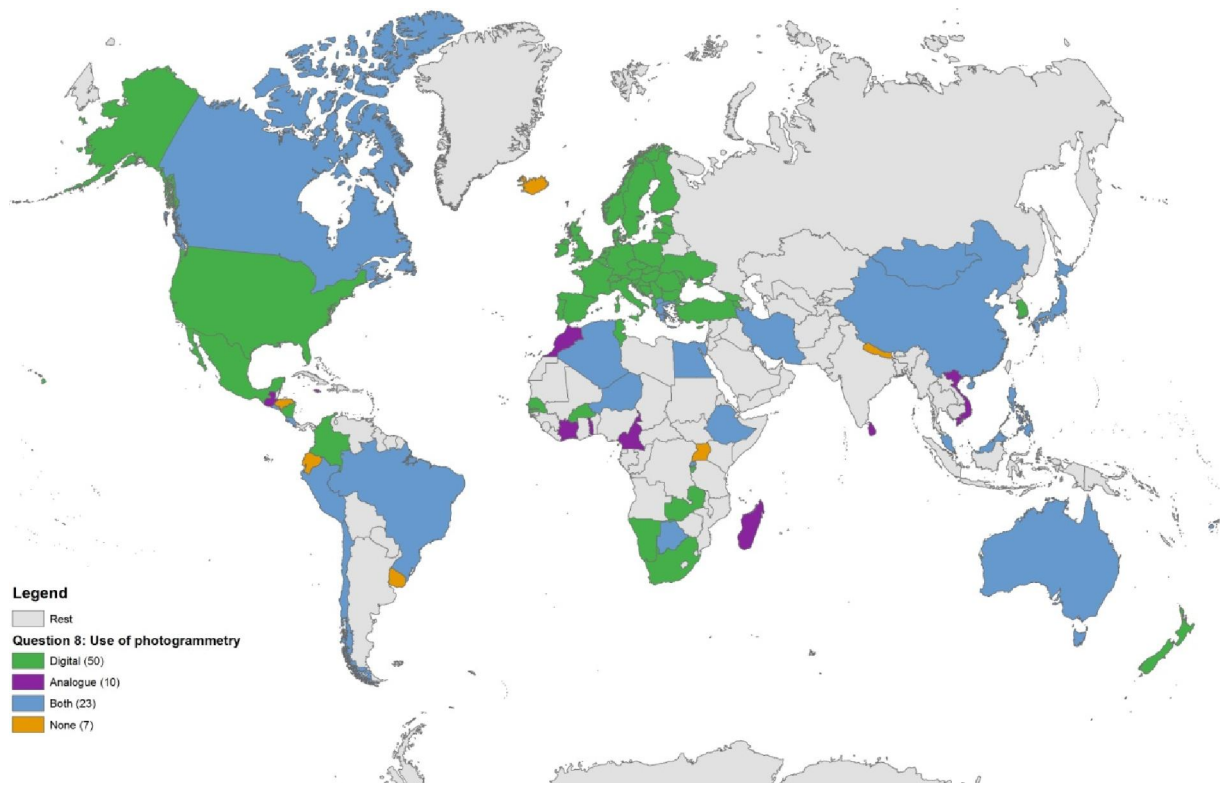 Legend
Rest
Question 8: Use of photogrammetry
Digital (50)
Analogue (10)
Both (23)
None (7)